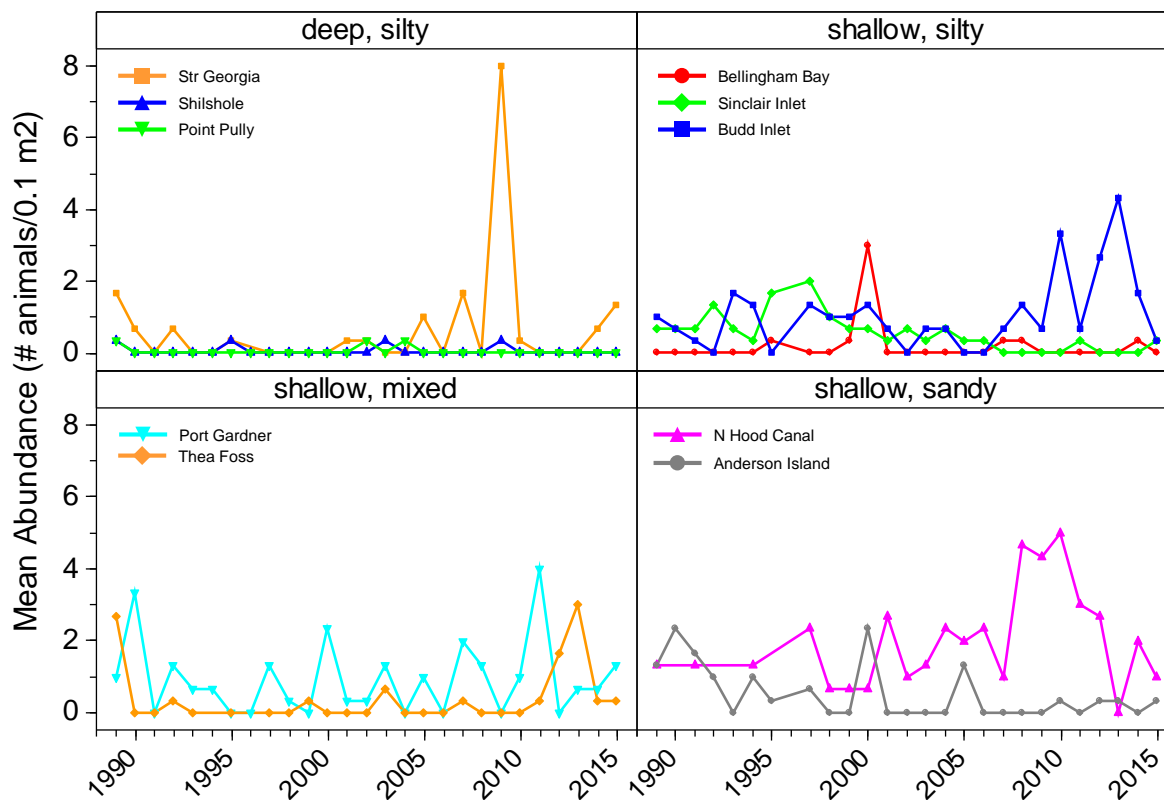 deep, silty
shallow, silty
Mean Abundance (# animals/0.1 m2)
8
6
4
2
0
Str Georgia
Shilshole
Point Pully
Bellingham Bay
Sinclair Inlet
Budd Inlet
shallow, mixed
shallow, sandy
8
6
4
2
0
Port Gardner
Thea Foss
N Hood Canal
Anderson Island
1990
1995
2000
2005
2010
2015
1990
1995
2000
2005
2010
2015